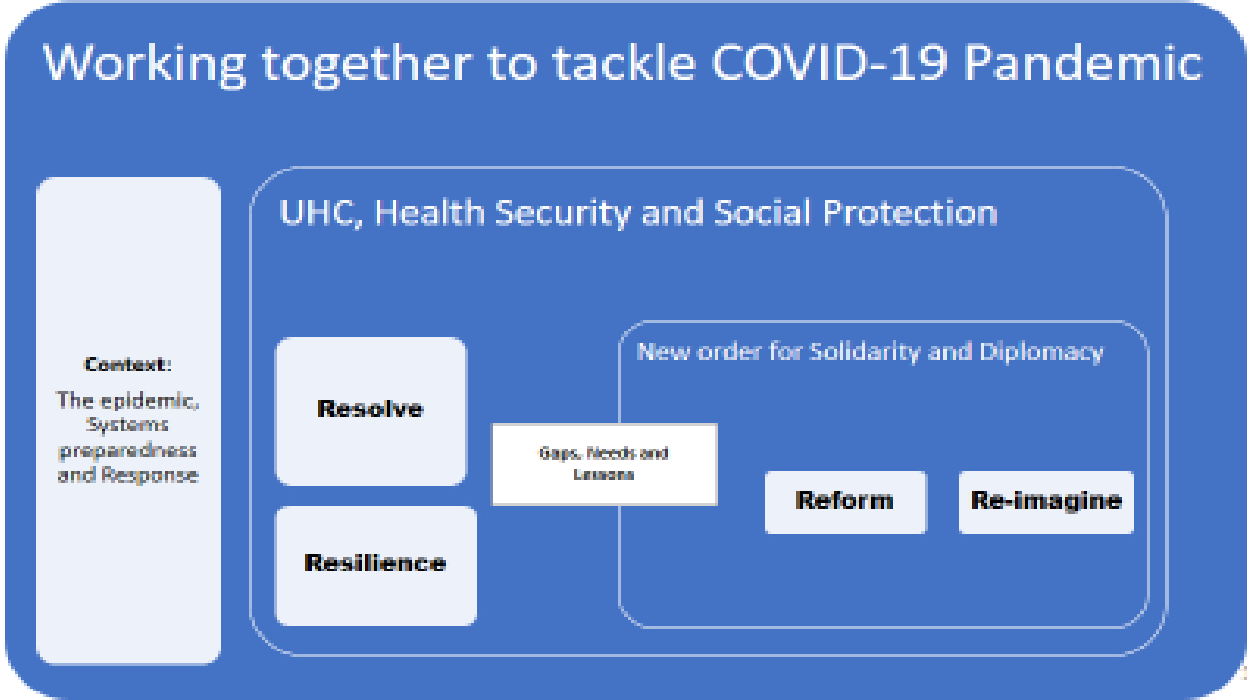 Working together to tackle COVID-19 Pandemic
UHC, Health Security and Social Protection
Context:
The epidemic,
Systems
preparedness
and Response
Resolve
Resilience
Gaps, Needs and
Lessons
New order for Solidarity and Diplomacy
Reform
Re-imagine